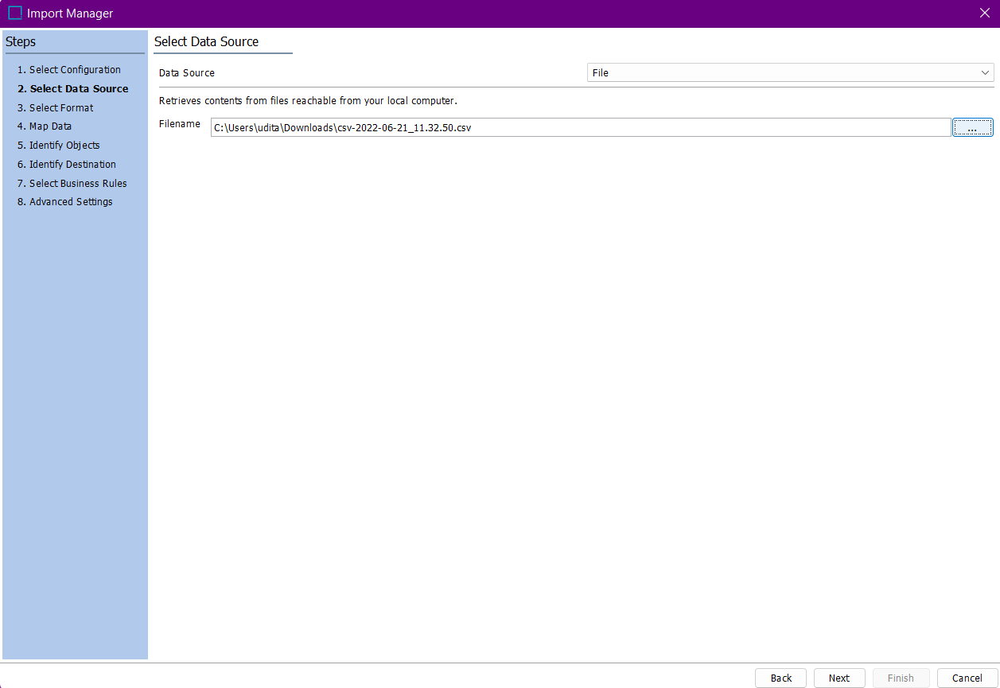 Import Manager
Steps
1. Select Configuration
2. Select Data Source
3. Select Format
4. Map Data
5. Identify Objects
6. Identify Destination
7. Select Business Rules
8. Advanced Settings
Select Data Source
Data Source File
Retrieves contents from files reachable from your local computer.
Filename C:\Users\udita\Downloads\csv-2022-06-21_11.32.50.csv ...
Back Next Finish Cancel